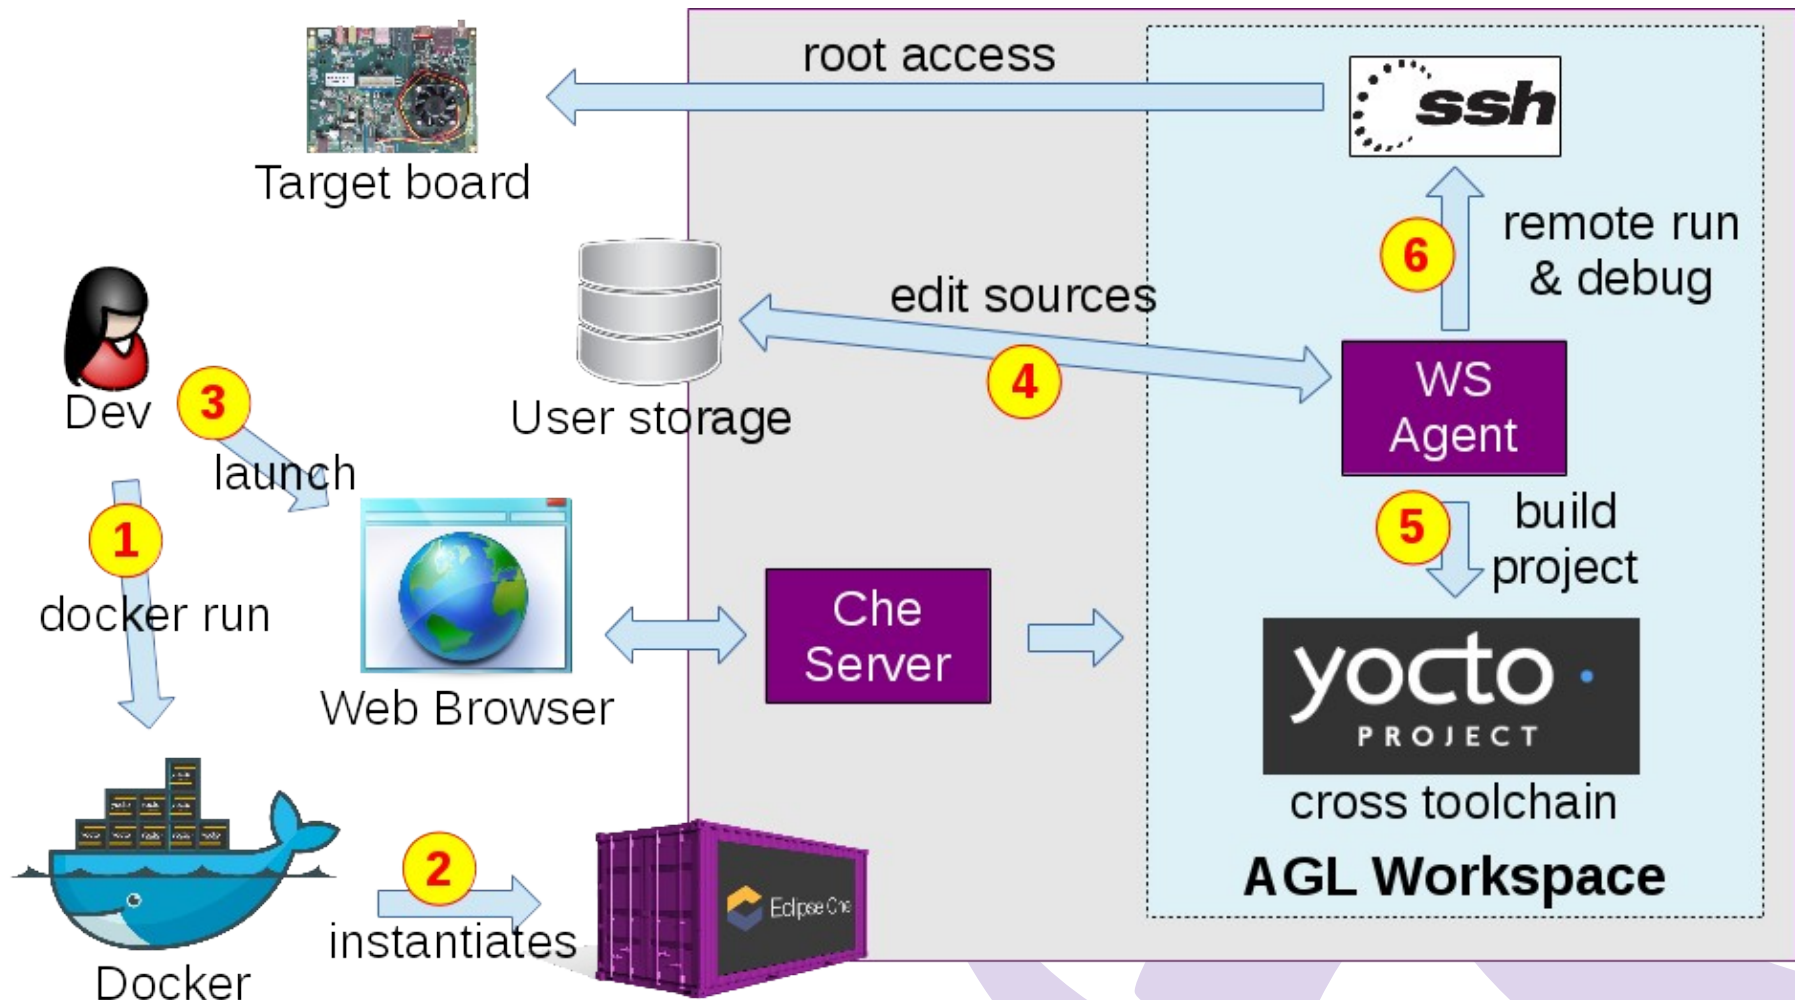 root access
ssh
Target board
remote run
& debug
6
edit sources
4
WS
Agent
User storage
Dev
3
launch
1
docker run
5
build
project
Che
Server
Web Browser
yocto
PROJECT
cross toolchain
AGL Workspace
2
instantiates
Eclipse Che
Docker